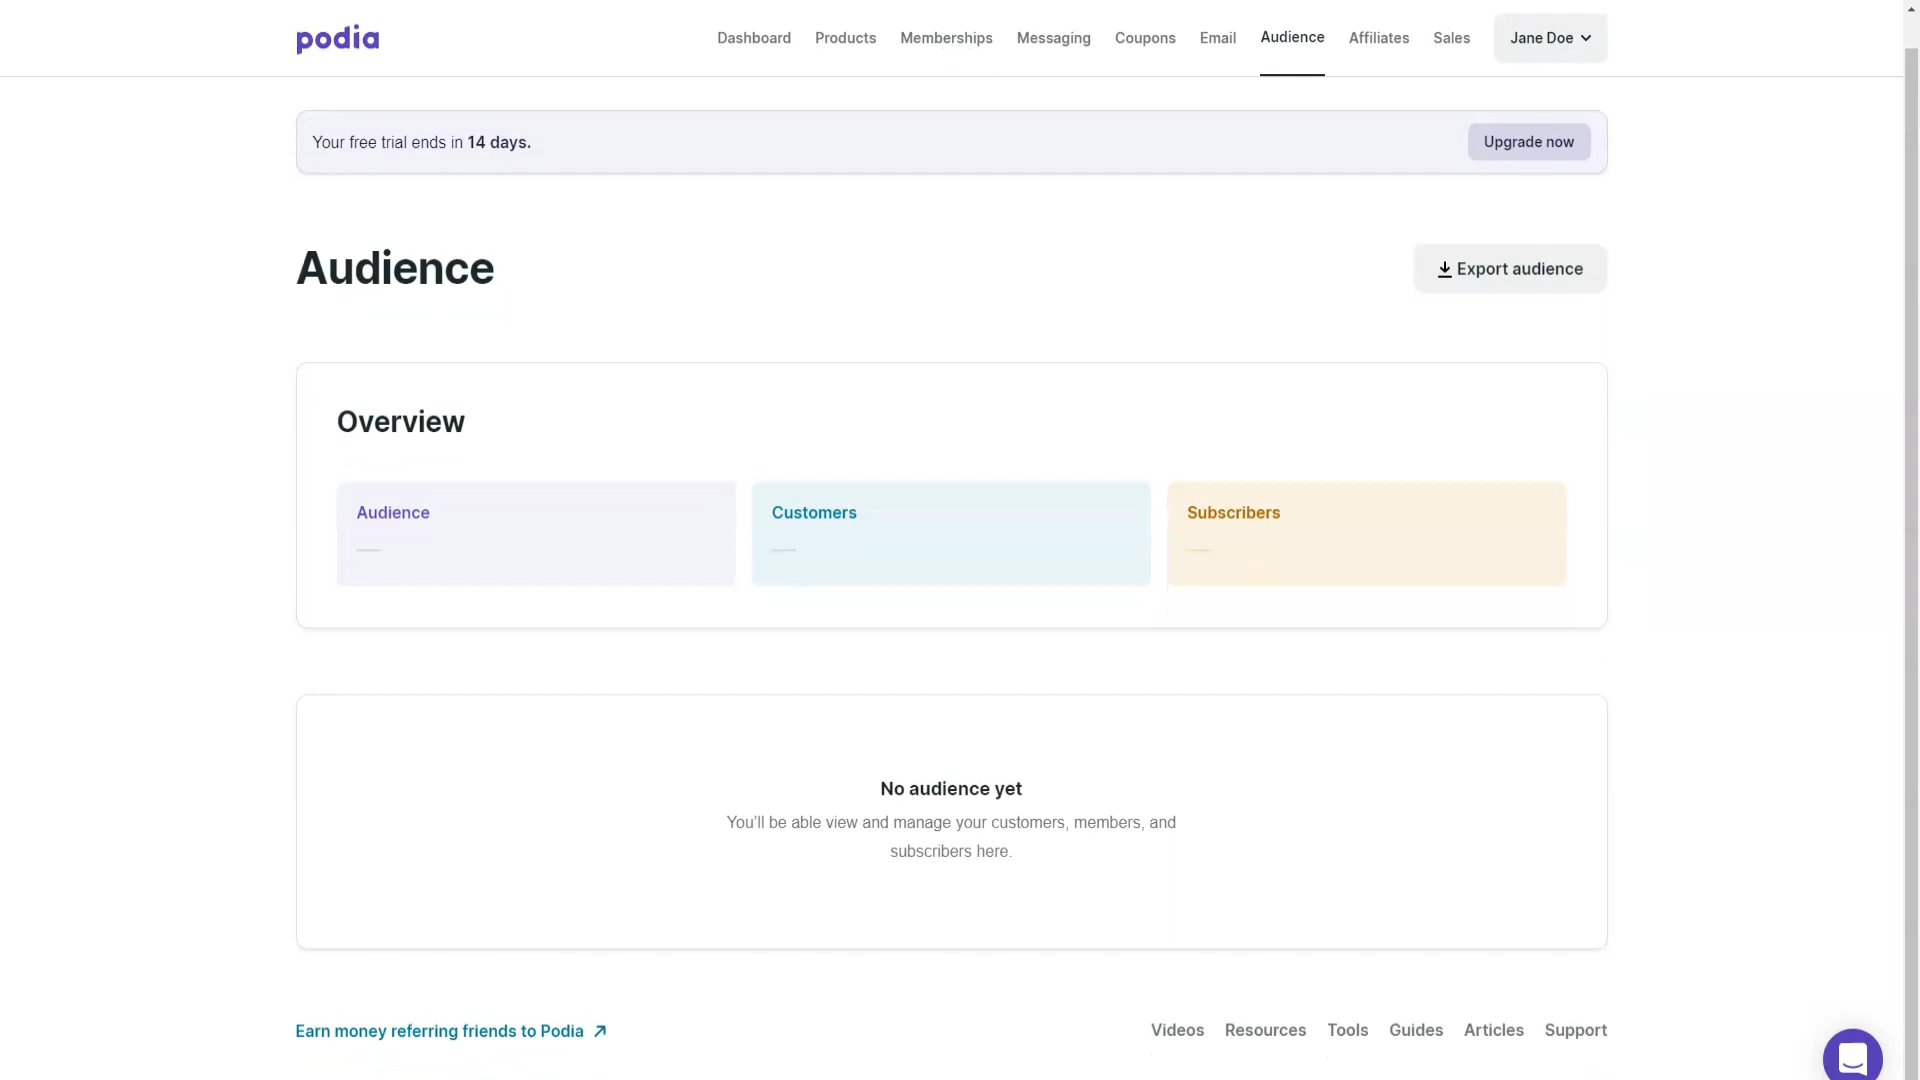 podia
Dashboard Products Memberships Messaging Coupons Email Audience Affiliates Sales Jane Doe
Your free trial ends in 14 days.
Upgrade now
Audience
Export audience
Overview
Audience
Customers
Subscribers
No audience yet
You'll be able view and manage your customers, members, and
subscribers here.
Earn money referring friends to Podia
Videos Resources Tools Guides Articles Support